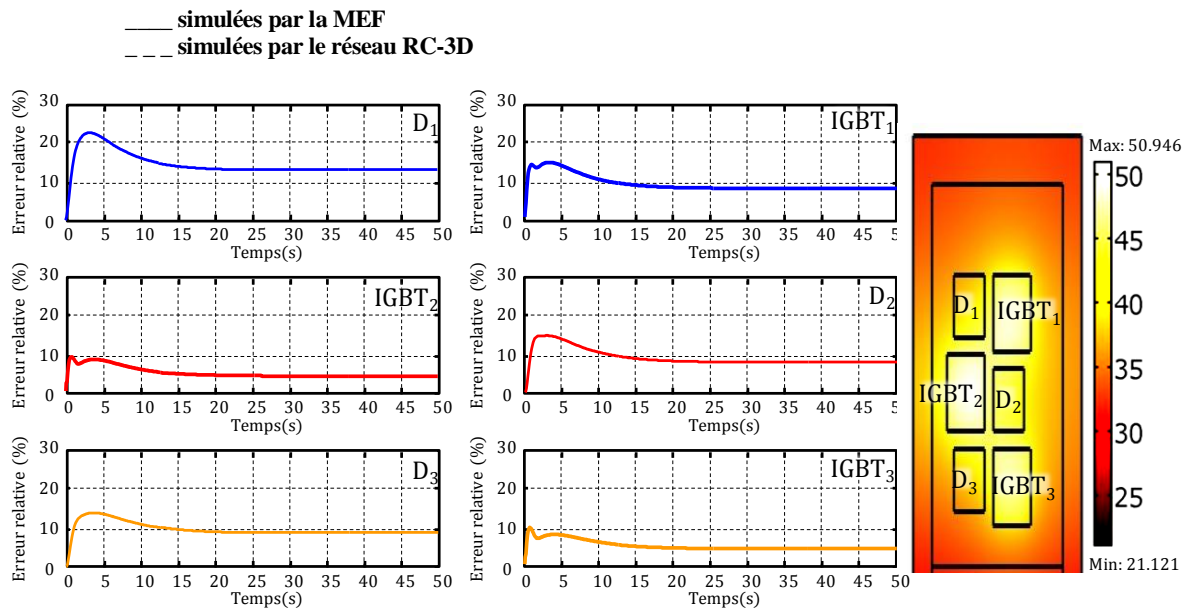 ____ simulées par la MEF
_ _ _ simulées par le réseau RC-3D
Erreur relative (%)
30
20
10
0
D1
0 5 10 15 20 25 30 35 40 45 50
Temps(s)
Erreur relative (%)
30
20
10
0
IGBT1
0 5 10 15 20 25 30 35 40 45 50
Temps(s)
Erreur relative (%)
30
20
10
0
IGBT2
0 5 10 15 20 25 30 35 40 45 50
Temps(s)
Erreur relative (%)
30
20
10
0
D2
0 5 10 15 20 25 30 35 40 45 50
Temps(s)
Erreur relative (%)
30
20
10
0
D3
0 5 10 15 20 25 30 35 40 45 50
Temps(s)
Erreur relative (%)
30
20
10
0
IGBT3
0 5 10 15 20 25 30 35 40 45 50
Temps(s)
D1
IGBT1
IGBT2
D2
D3
IGBT3
Max: 50.946
50
45
40
35
30
25
Min: 21.121